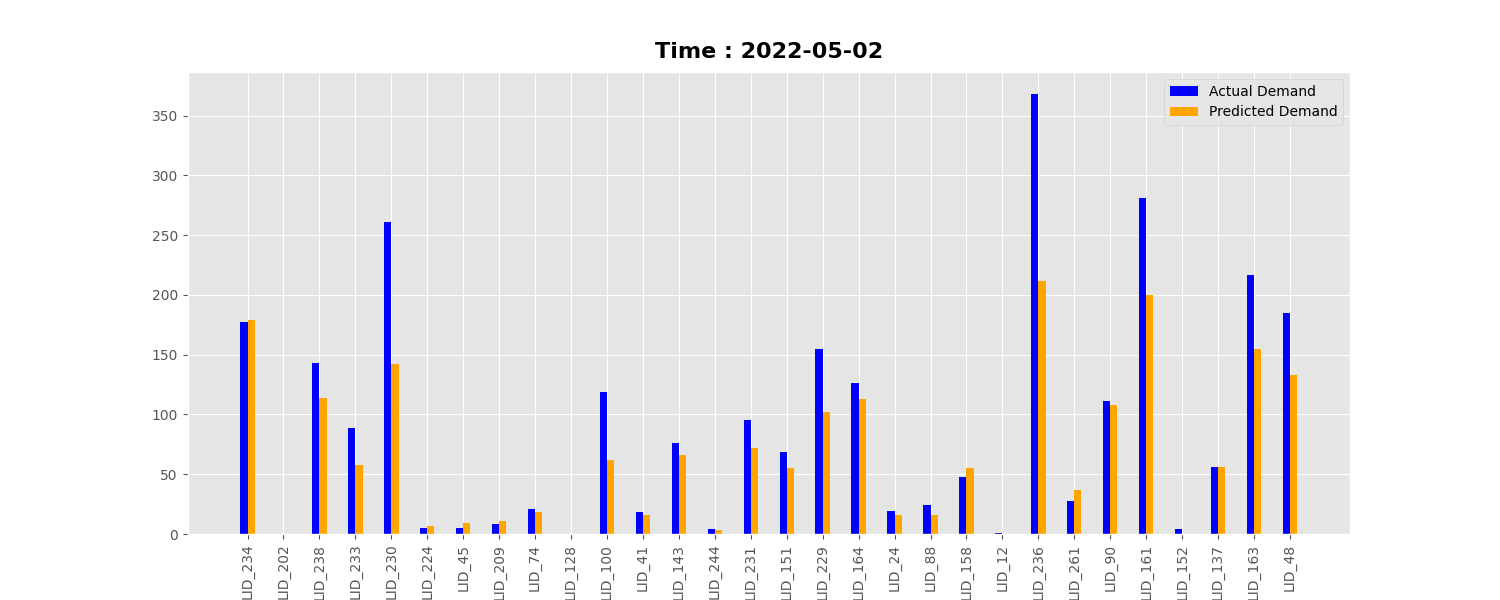 Time : 2022-05-02
Actual Demand
Predicted Demand
350
300
250
200
150
100
50
0
LID_234
LID_202
LID_238
LID_233
LID_230
LID_224
LID_45
LID_209
LID_74
LID_128
LID_100
LID_41
LID_143
LID_244
LID_231
LID_151
LID_229
LID_164
LID_24
LID_88
LID_158
LID_12
LID_236
LID_261
LID_90
LID_161
LID_152
LID_137
LID_163
LID_48